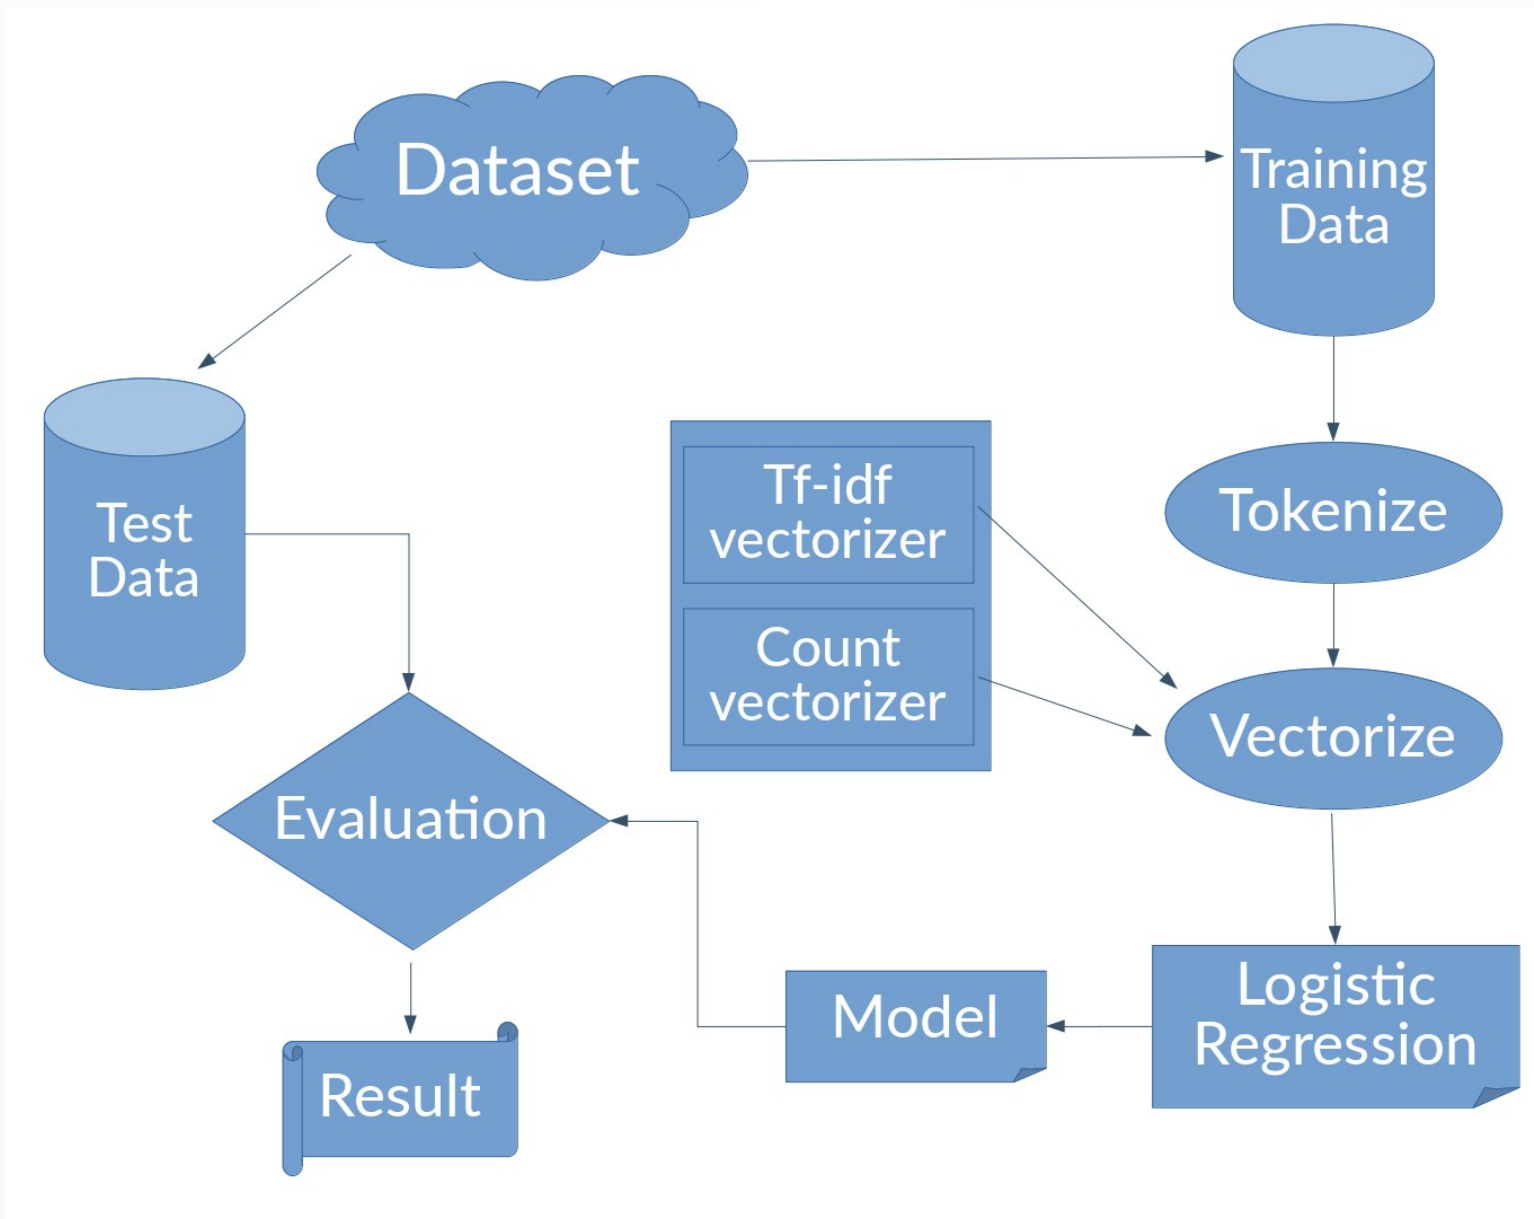 Dataset
Training
Data
Test
Data
Tf-idf
vectorizer
Count
vectorizer
Tokenize
Vectorize
Evaluation
Model
Logistic
Regression
Result